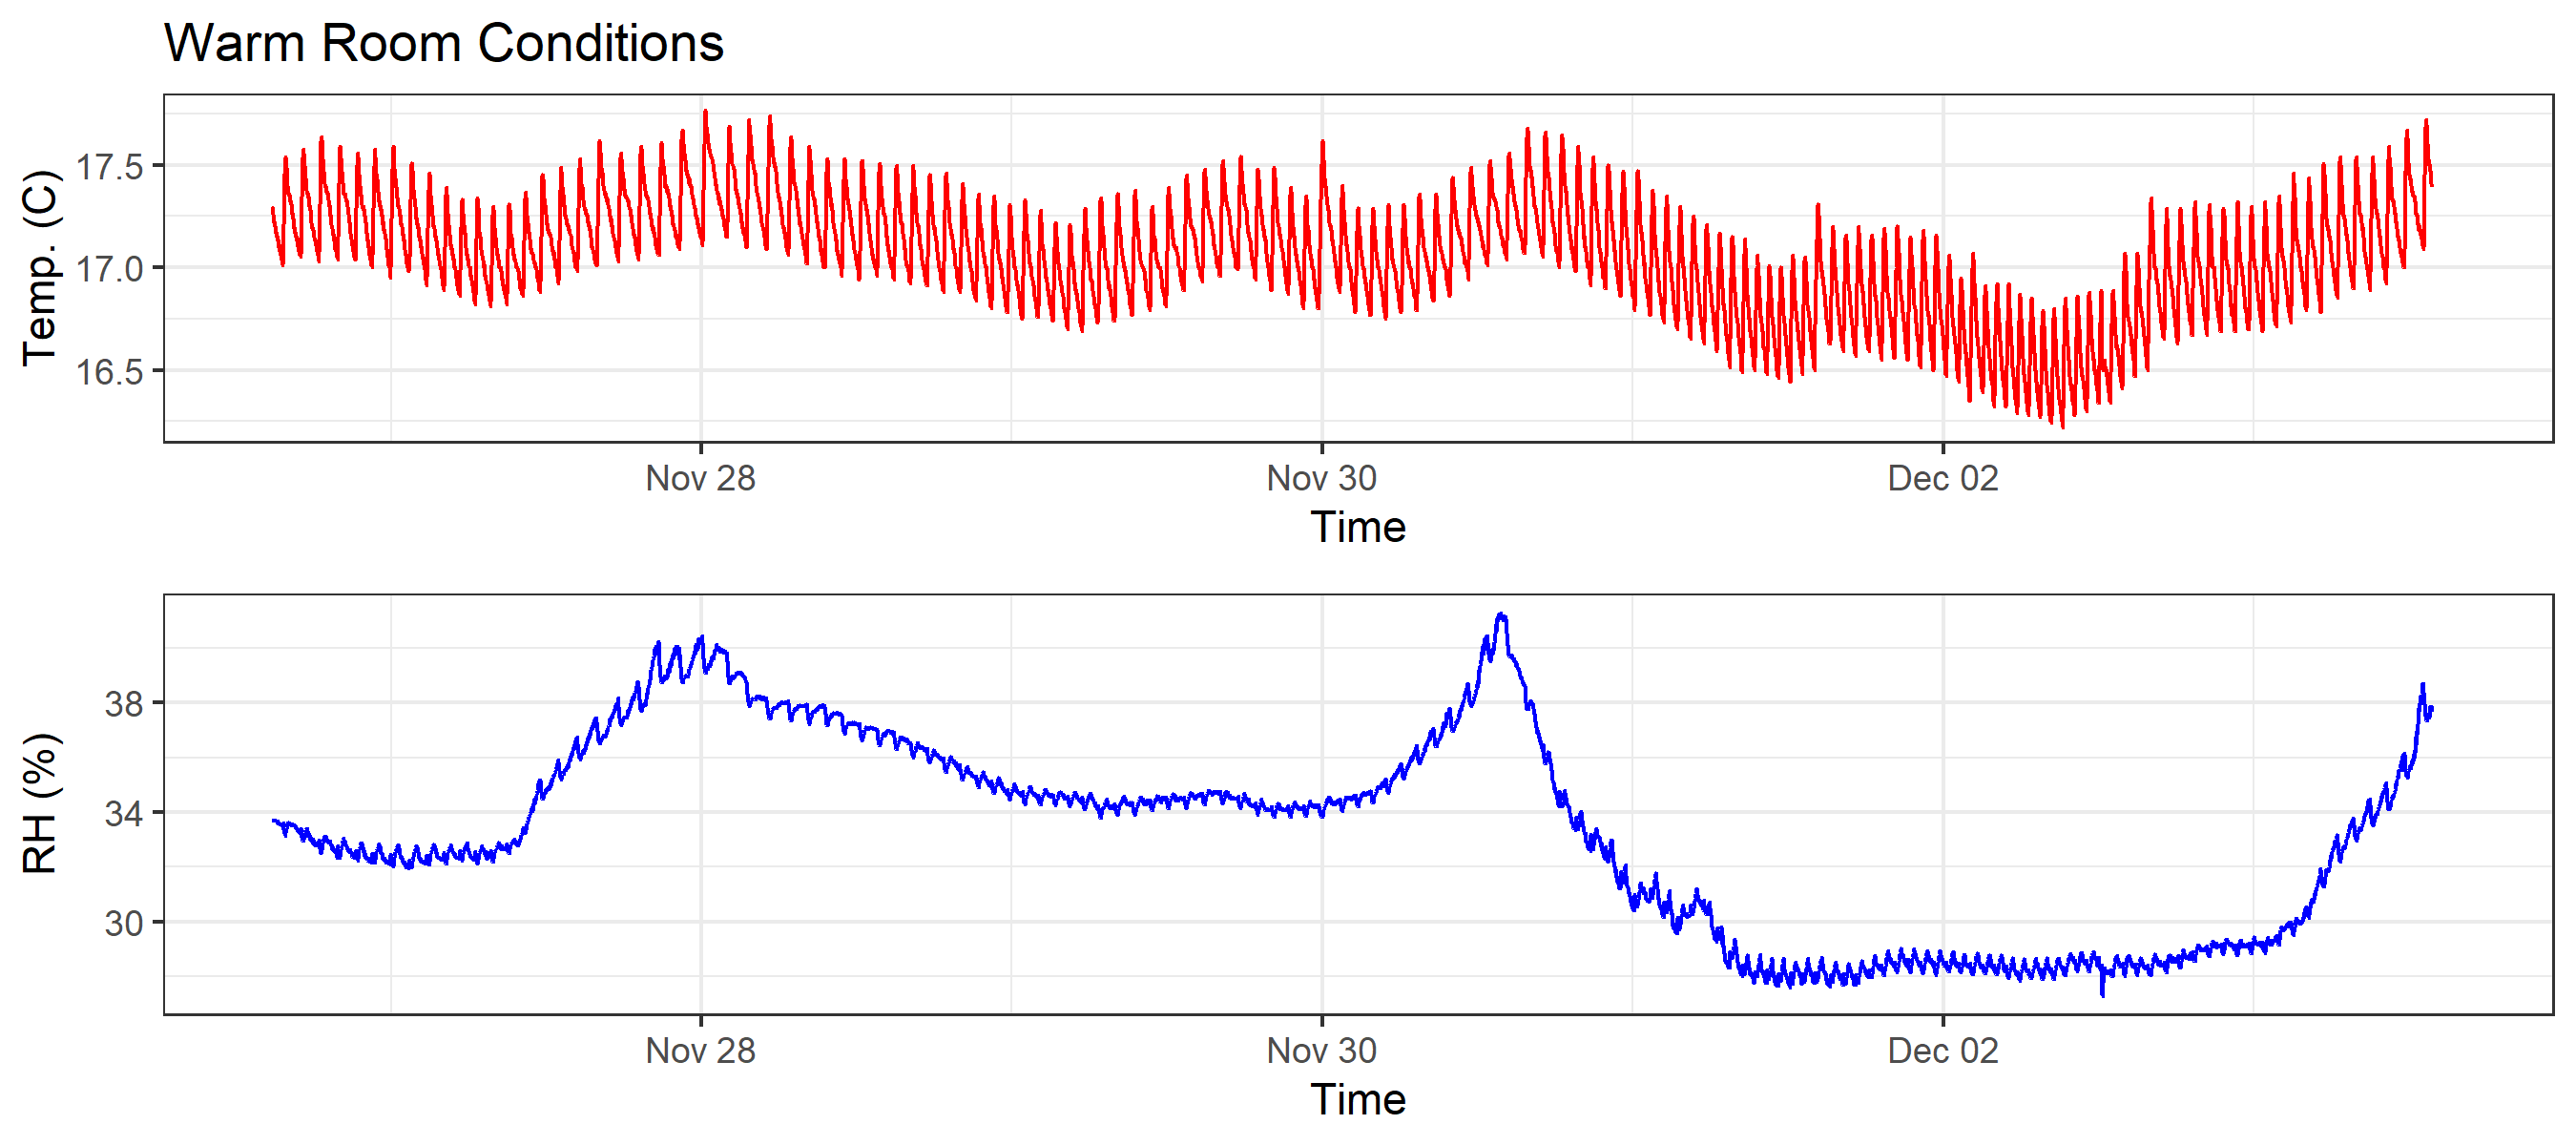 Warm Room Conditions
Temp. (C)
17.5
17.0
16.5
Nov 28 Nov 30 Dec 02
Time
RH (%)
38
34
30
Nov 28 Nov 30 Dec 02
Time